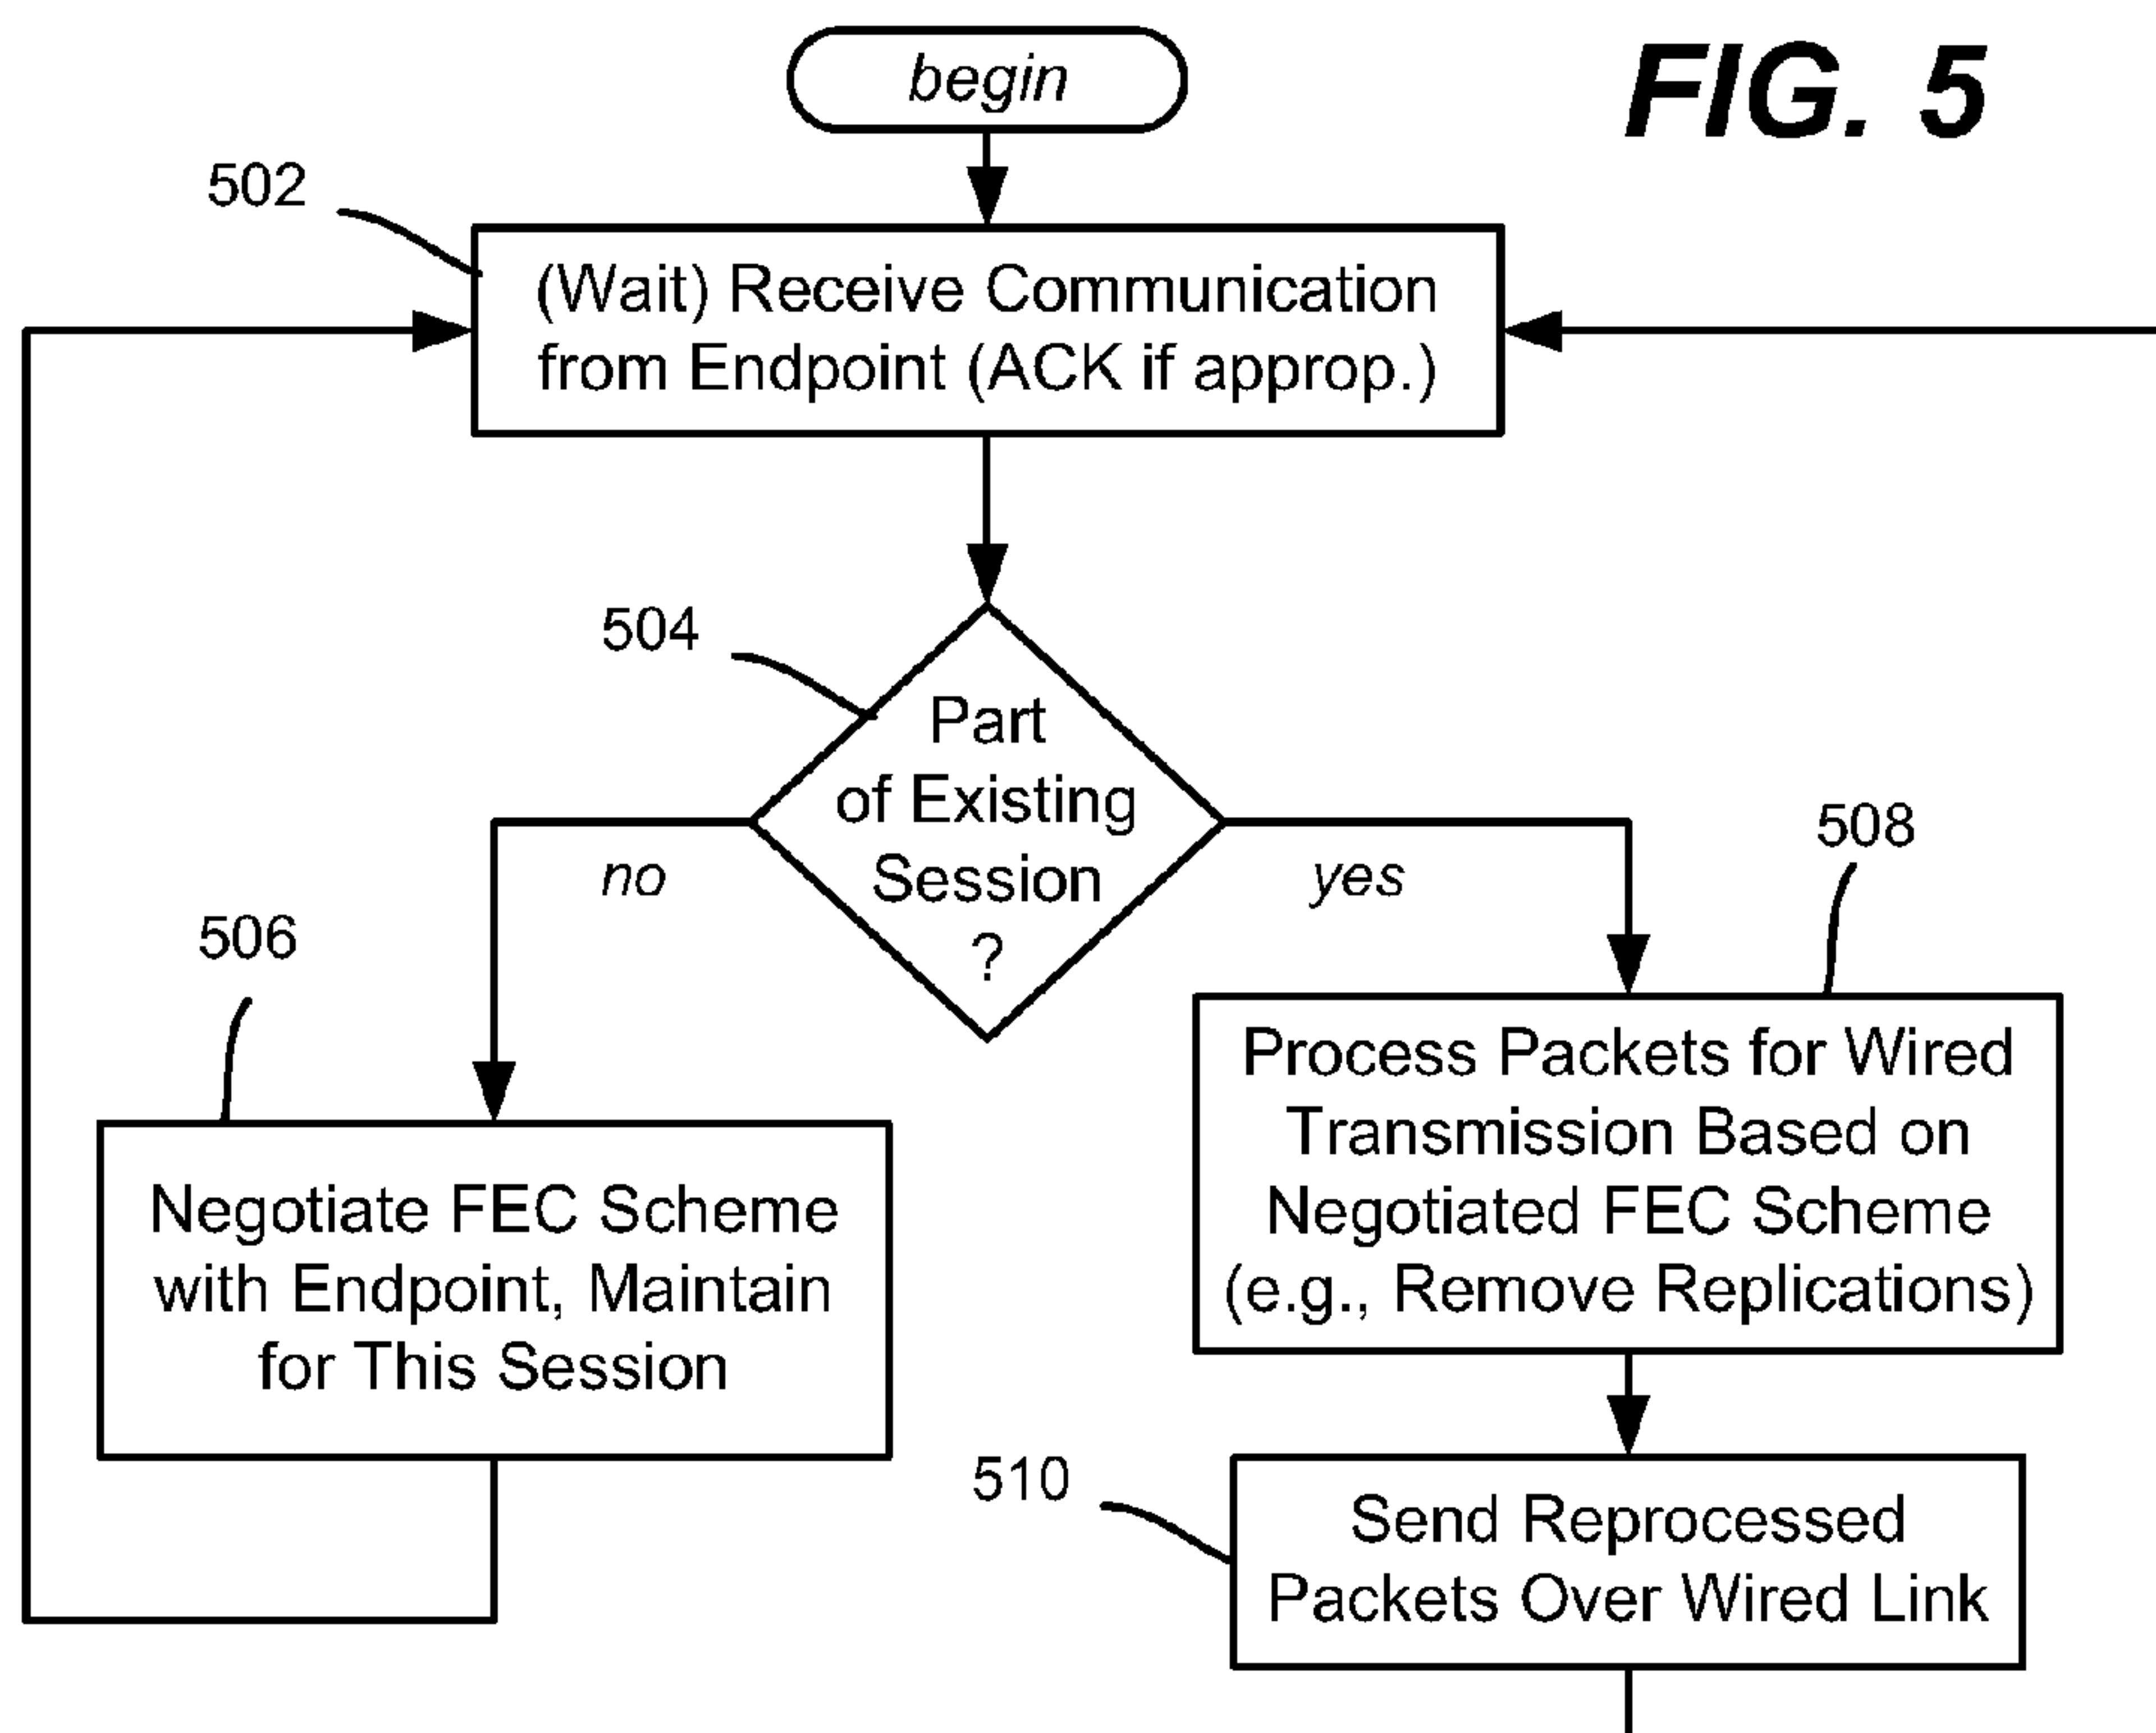 begin
FIG. 5
502
(Wait) Receive Communication
from Endpoint (ACK if approp.)
504
Part
of Existing
Session
?
no
yes
506
508
Negotiate FEC Scheme
with Endpoint, Maintain
for This Session
Process Packets for Wired
Transmission Based on
Negotiated FEC Scheme
(e.g., Remove Replications)
510
Send Reprocessed
Packets Over Wired Link